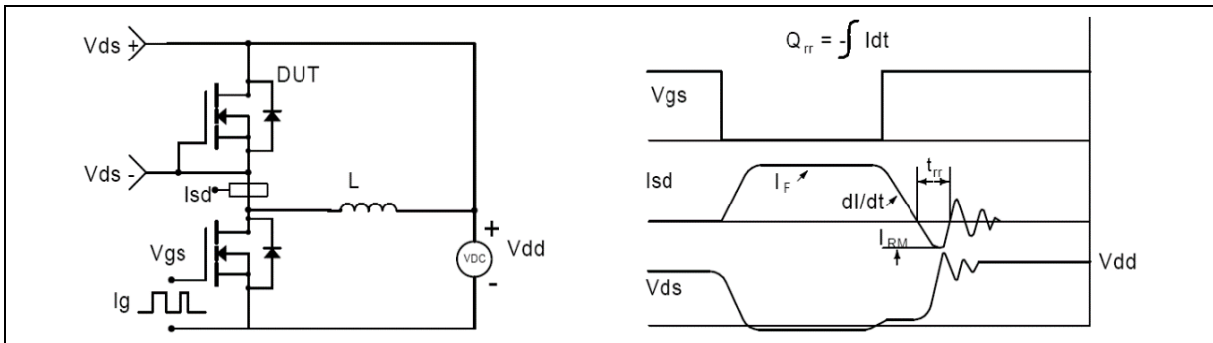 Vds +
DUT
Vds -
Isd
L
Vgs
Ig
+
VDC
-
Vdd
Q_rr = -∫ Idt
Vgs
Isd
I_F
dI/dt
t_rr
I_RM
Vdd
Vds